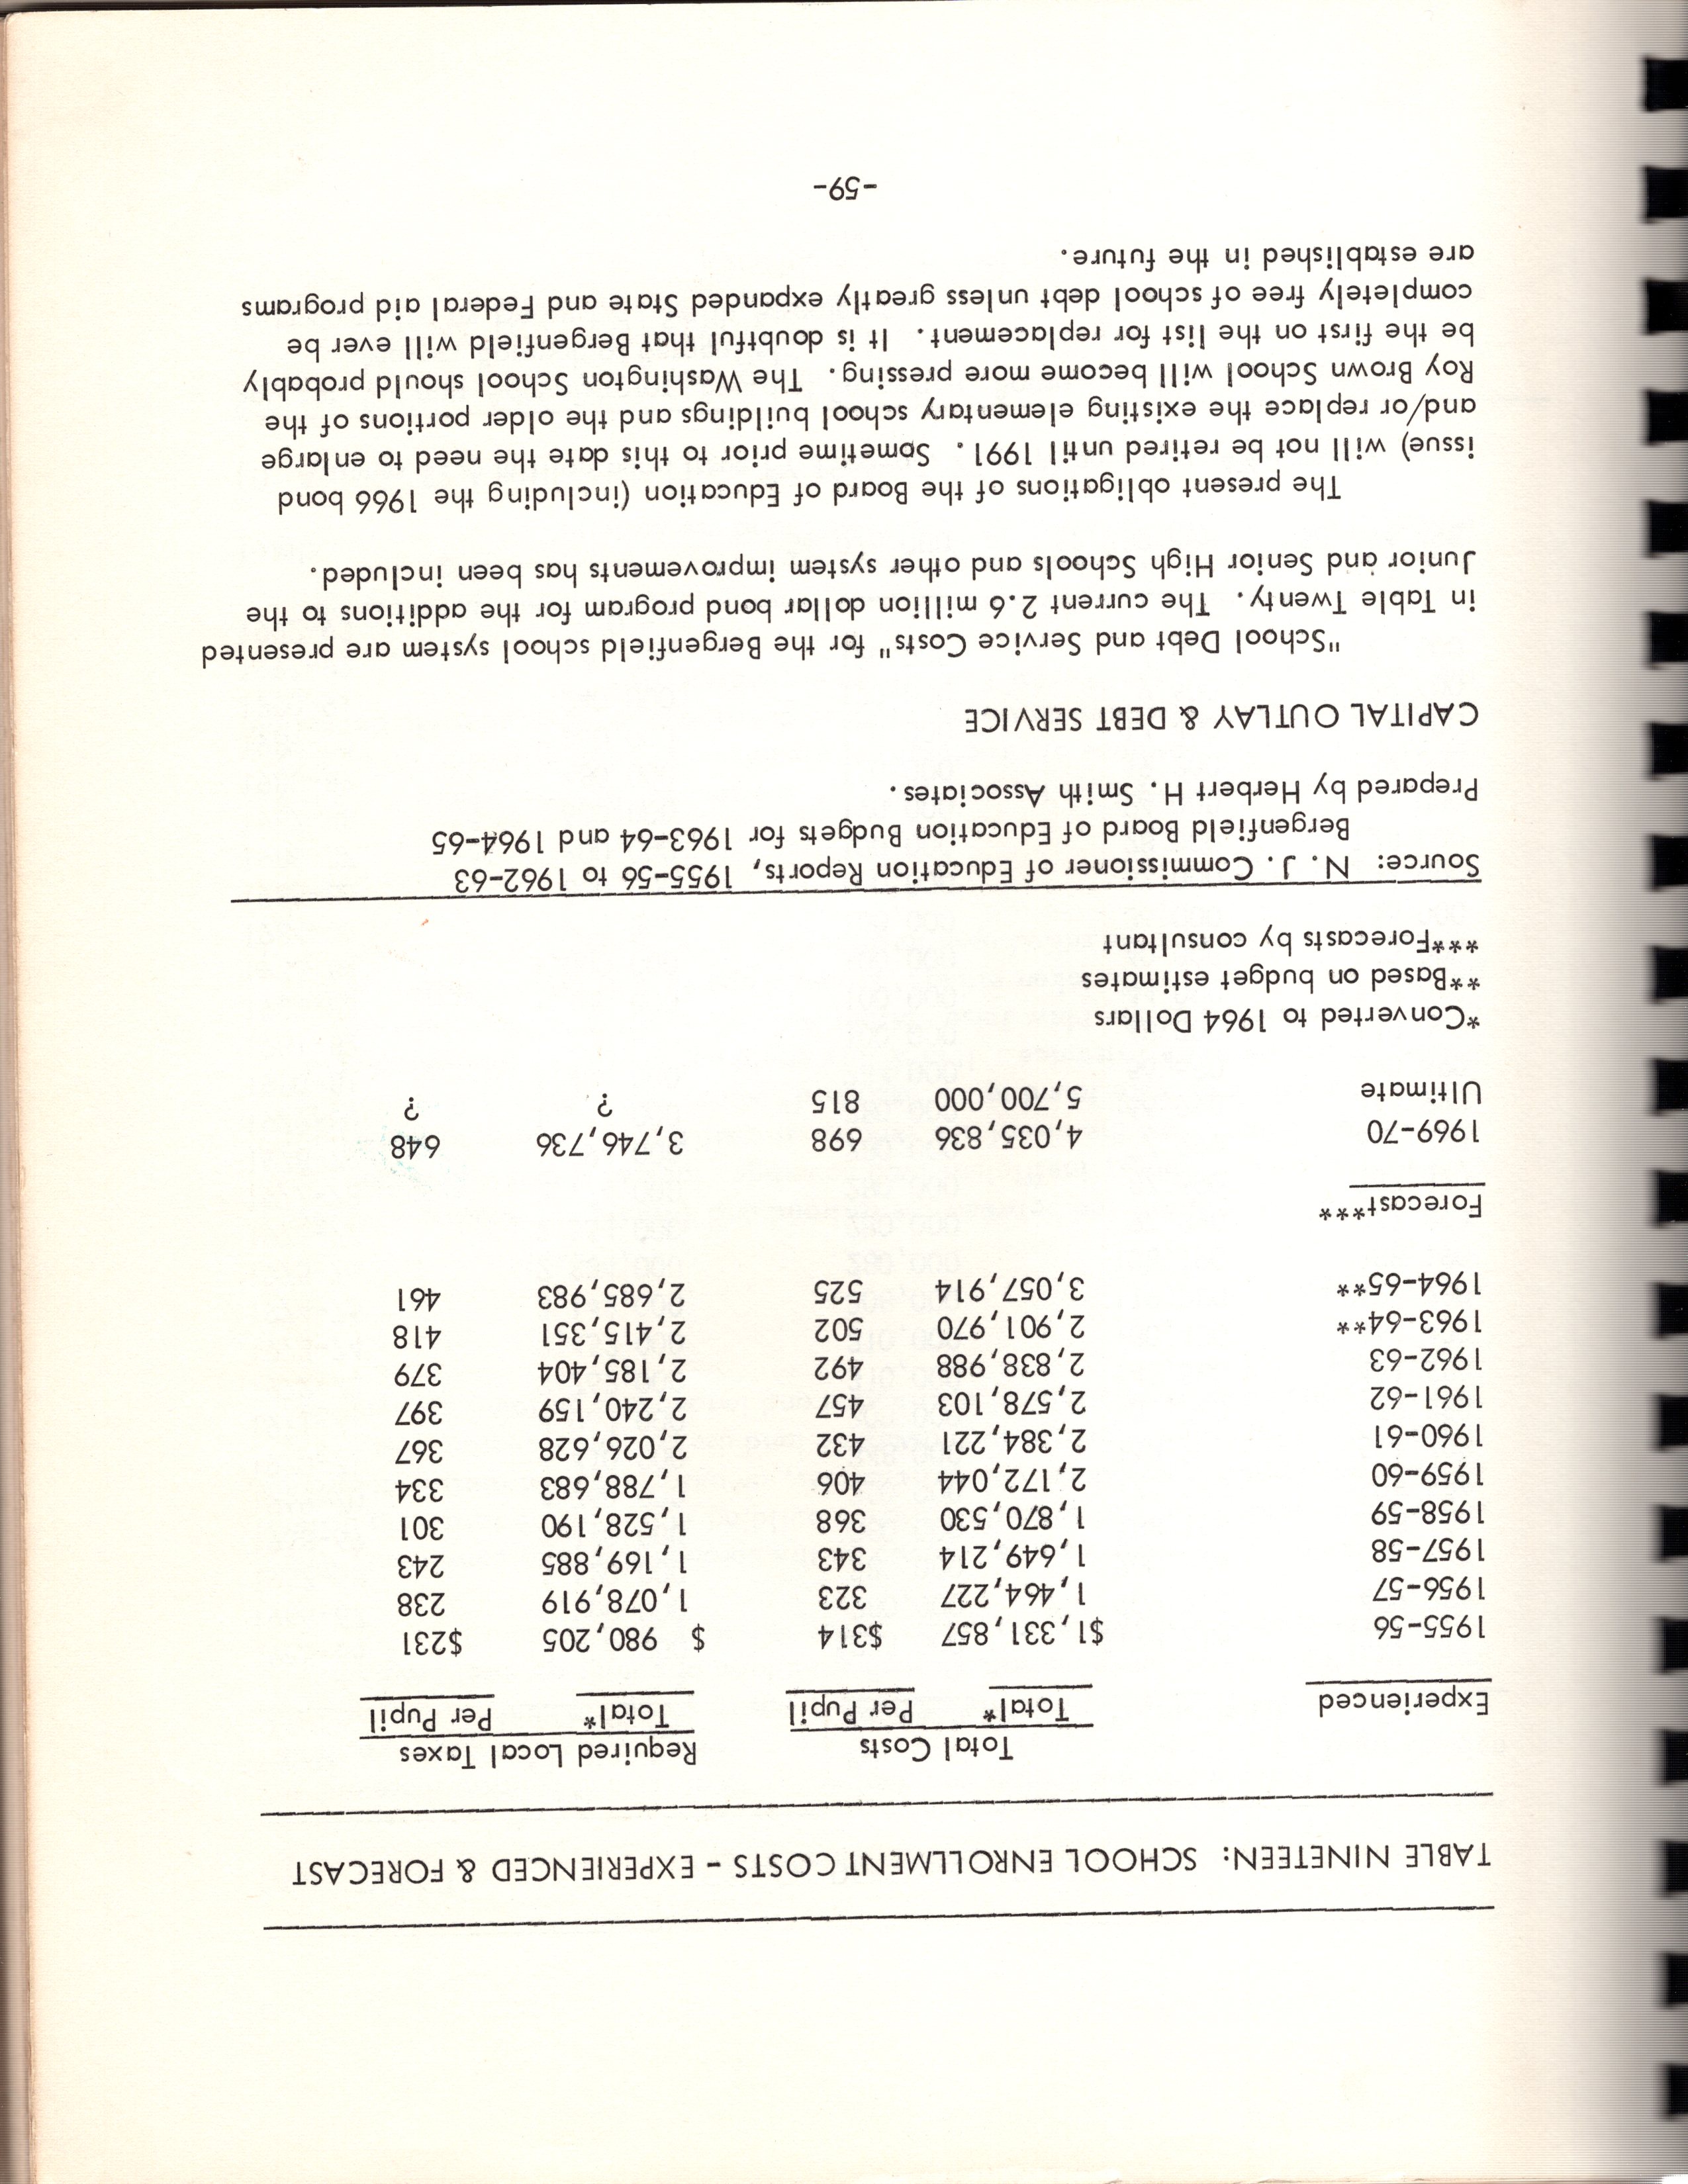 TABLE NINETEEN: SCHOOL ENROLLMENT COSTS - EXPERIENCED & FORECAST
Total Costs Required Local Taxes
Experienced Total* Per Pupil Total* Per Pupil
1955-56 $1,331,857 $314 $ 980,205 $231
1956-57 1,464,227 323 1,078,919 238
1957-58 1,649,214 343 1,169,885 243
1958-59 1,870,530 368 1,528,190 301
1959-60 2,172,044 406 1,788,683 334
1960-61 2,384,221 432 2,026,628 367
1961-62 2,578,103 457 2,240,159 397
1962-63 2,838,988 492 2,185,404 379
1963-64** 2,901,970 502 2,415,351 418
1964-65** 3,057,914 525 2,685,983 461
Forecast***
1969-70 4,035,836 698 3,746,736 648
Ultimate 5,700,000 815 ? ?
*Converted to 1964 Dollars
**Based on budget estimates
***Forecasts by consultant
Source: N. J. Commissioner of Education Reports, 1955-56 to 1962-63
Bergenfield Board of Education Budgets for 1963-64 and 1964-65
Prepared by Herbert H. Smith Associates.
CAPITAL OUTLAY & DEBT SERVICE
"School Debt and Service Costs" for the Bergenfield school system are presented
in Table Twenty. The current 2.6 million dollar bond program for the additions to the
Junior and Senior High Schools and other system improvements has been included.
The present obligations of the Board of Education (including the 1966 bond
issue) will not be retired until 1991. Sometime prior to this date the need to enlarge
and/or replace the existing elementary school buildings and the older portions of the
Roy Brown School will become more pressing. The Washington School should probably
be the first on the list for replacement. It is doubtful that Bergenfield will ever be
completely free of school debt unless greatly expanded State and Federal aid programs
are established in the future.
-59-